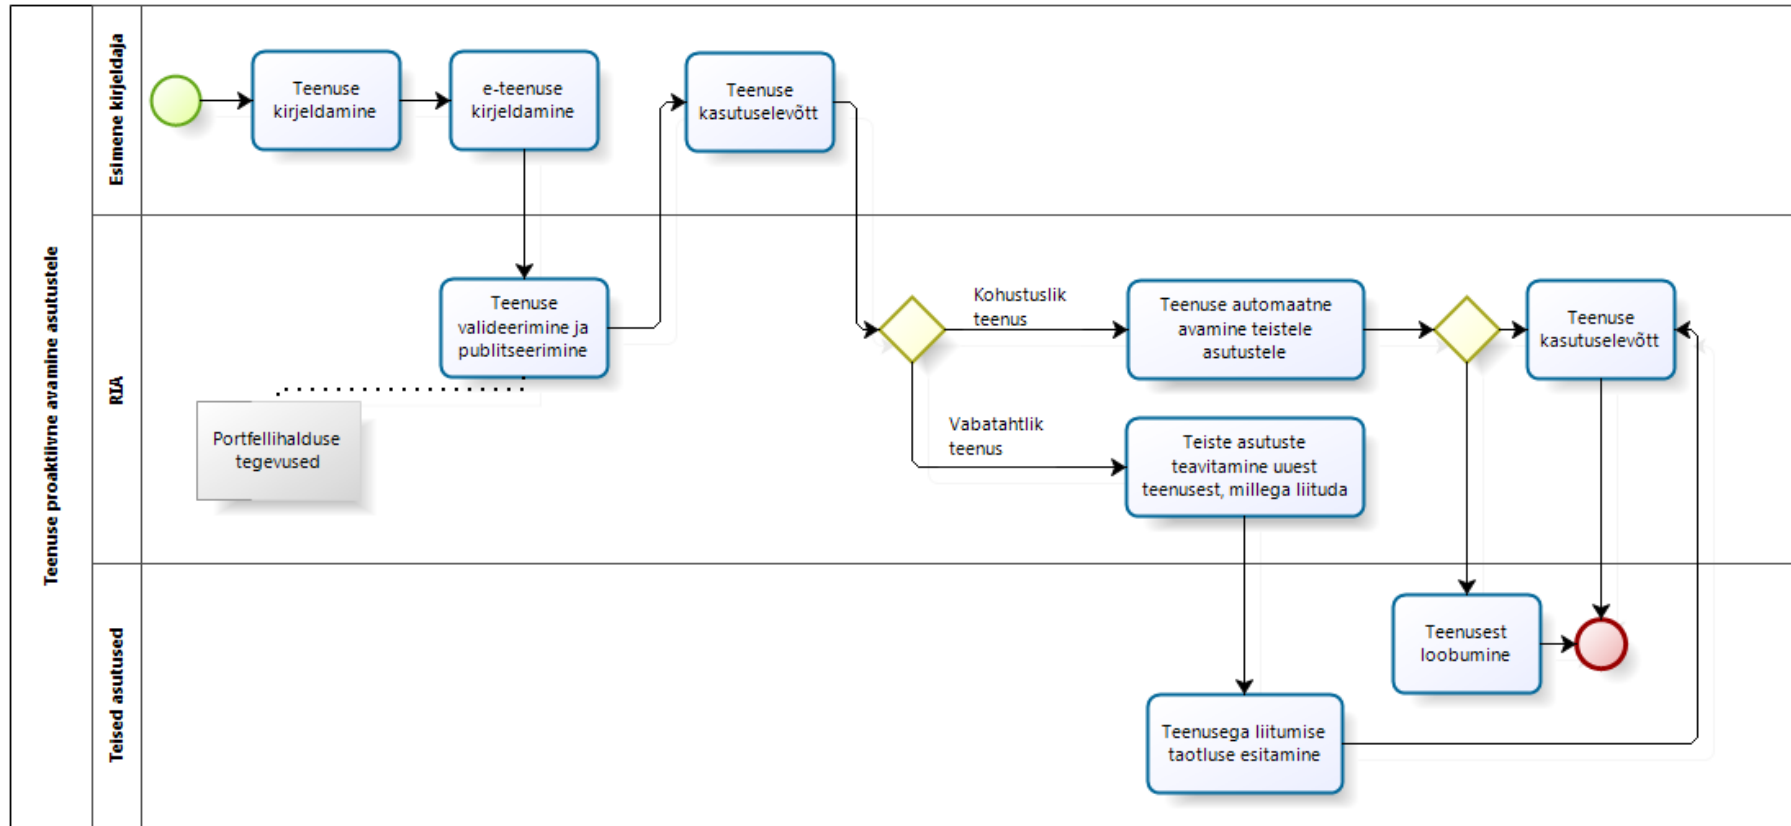 Teenuse proaktiivne avamine asutustele
Esimene kirjeldaja
Teenuse
kirjeldamine
e-teenuse
kirjeldamine
Teenuse
kasutuselevõtt
RIA
Teenuse
valideerimine ja
publitseerimine
Portfellihalduse
tegevused
Kohustuslik
teenus
Teenuse automaatne
avamine teistele
asutustele
Teenuse
kasutuselevõtt
Vabatahtlik
teenus
Teiste asutuste
teavitamine uuest
teenusest, millega liituda
Teised asutused
Teenusest
loobumine
Teenusega liitumise
taotluse esitamine